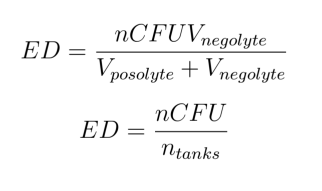 ED = \frac{nCFUV_{negolyte}}{V_{posolyte} + V_{negolyte}}
ED = \frac{nCFU}{n_{tanks}}